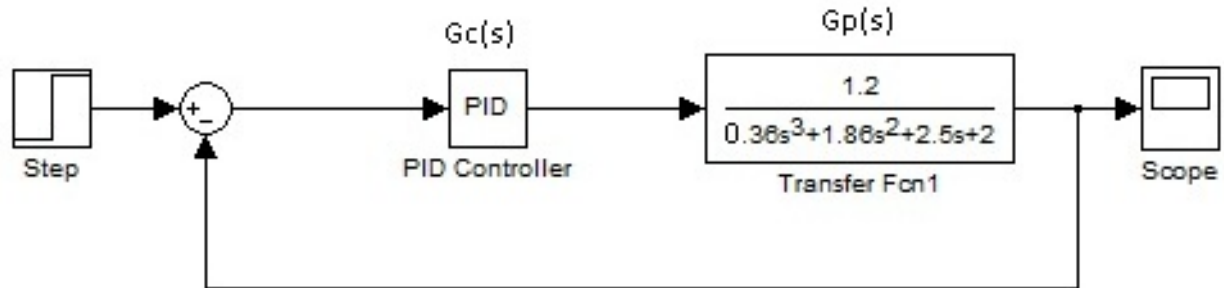 Gc(s)
Gp(s)
+
−
PID
1.2
0.36s³+1.86s²+2.5s+2
Step
PID Controller
Transfer Fcn1
Scope